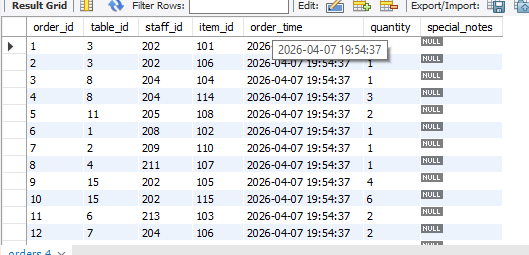 Result Grid Filter Rows: Edit: Export/Import:
order_id table_id staff_id item_id order_time quantity special_notes
1 3 202 101 2026- NULL
2026-04-07 19:54:37
2 3 202 106 2026-04-07 19:54:37 1 NULL
3 8 204 104 2026-04-07 19:54:37 1 NULL
4 8 204 114 2026-04-07 19:54:37 3 NULL
5 11 205 108 2026-04-07 19:54:37 2 NULL
6 1 208 102 2026-04-07 19:54:37 1 NULL
7 2 209 110 2026-04-07 19:54:37 1 NULL
8 4 211 107 2026-04-07 19:54:37 1 NULL
9 15 202 105 2026-04-07 19:54:37 4 NULL
10 15 202 115 2026-04-07 19:54:37 6 NULL
11 6 213 103 2026-04-07 19:54:37 2 NULL
12 7 204 106 2026-04-07 19:54:37 2 NULL
orders 4